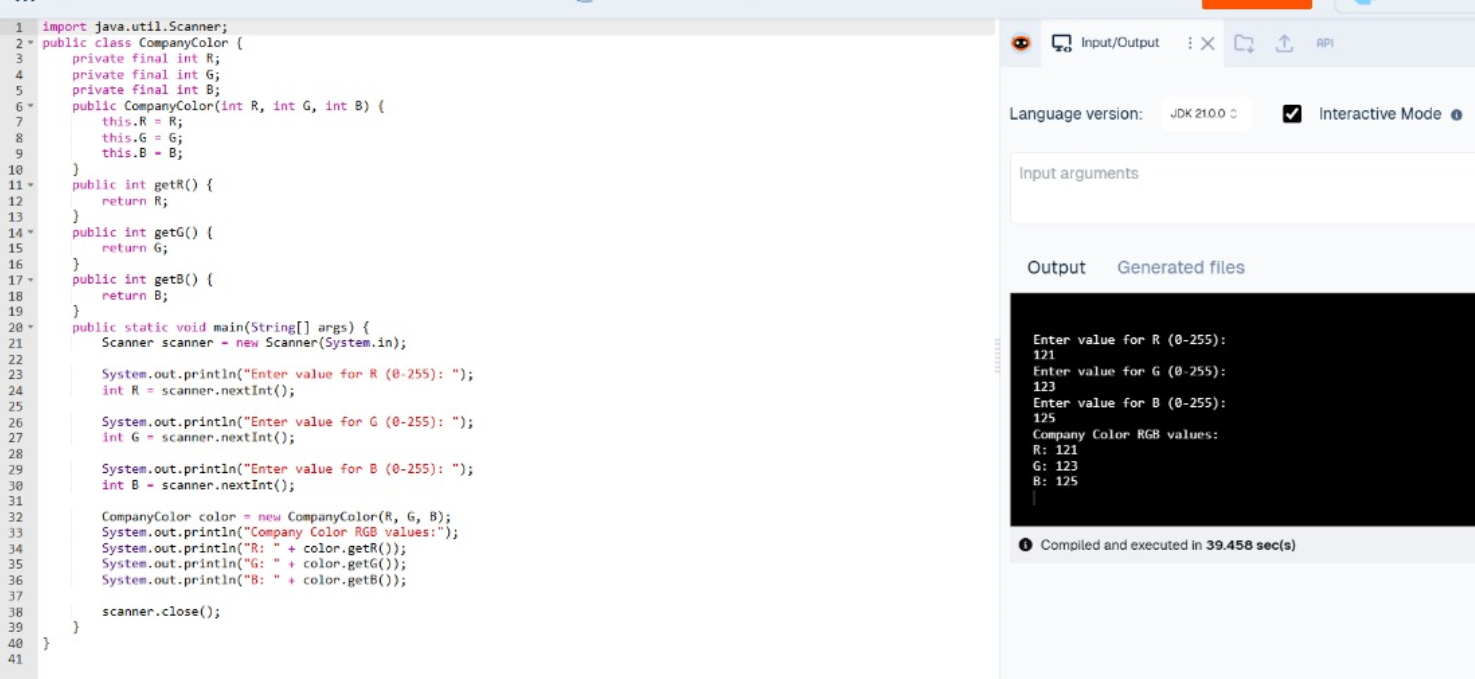 1 import java.util.Scanner;
2 public class CompanyColor {
3 private final int R;
4 private final int G;
5 private final int B;
6 public CompanyColor(int R, int G, int B) {
7 this.R = R;
8 this.G = G;
9 this.B = B;
10 }
11 public int getR() {
12 return R;
13 }
14 public int getG() {
15 return G;
16 }
17 public int getB() {
18 return B;
19 }
20 public static void main(String[] args) {
21 Scanner scanner = new Scanner(System.in);
22
23 System.out.println("Enter value for R (0-255): ");
24 int R = scanner.nextInt();
25
26 System.out.println("Enter value for G (0-255): ");
27 int G = scanner.nextInt();
28
29 System.out.println("Enter value for B (0-255): ");
30 int B = scanner.nextInt();
31
32 CompanyColor color = new CompanyColor(R, G, B);
33 System.out.println("Company Color RGB values:");
34 System.out.println("R: " + color.getR());
35 System.out.println("G: " + color.getG());
36 System.out.println("B: " + color.getB());
37
38 scanner.close();
39 }
40 }
41
Input/Output API
Language version: JDK 21.0.0 Interactive Mode
Input arguments
Output Generated files
Enter value for R (0-255):
121
Enter value for G (0-255):
123
Enter value for B (0-255):
125
Company Color RGB values:
R: 121
G: 123
B: 125
Compiled and executed in 39.458 sec(s)